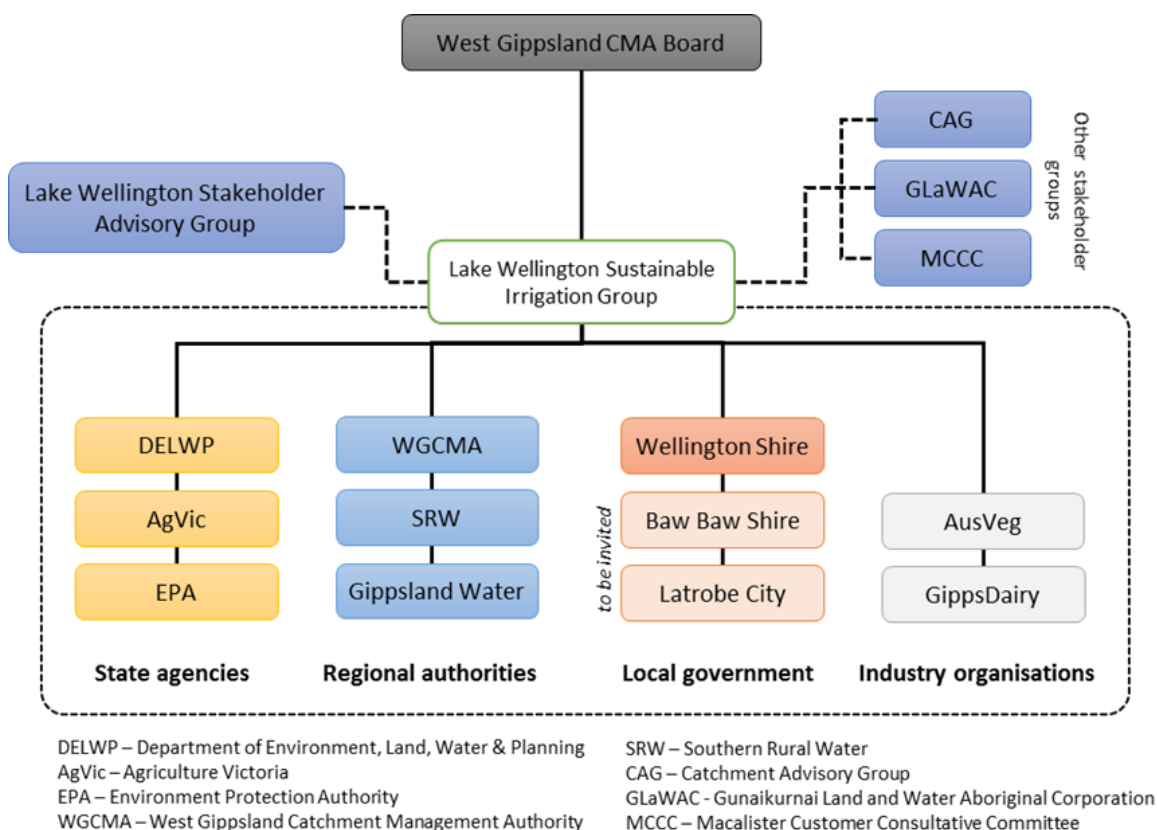 West Gippsland CMA Board
CAG
GLaWAC
MCCC
Other stakeholder
groups
Lake Wellington Stakeholder
Advisory Group
Lake Wellington Sustainable
Irrigation Group
DELWP
AgVic
EPA
State agencies
WGCMA
SRW
Gippsland Water
Regional authorities
Wellington Shire
Baw Baw Shire
Latrobe City
to be invited
Local government
AusVeg
GippsDairy
Industry organisations
DELWP – Department of Environment, Land, Water & Planning
AgVic – Agriculture Victoria
EPA – Environment Protection Authority
WGCMA – West Gippsland Catchment Management Authority
SRW – Southern Rural Water
CAG – Catchment Advisory Group
GLaWAC - Gunaikurnai Land and Water Aboriginal Corporation
MCCC – Macalister Customer Consultative Committee